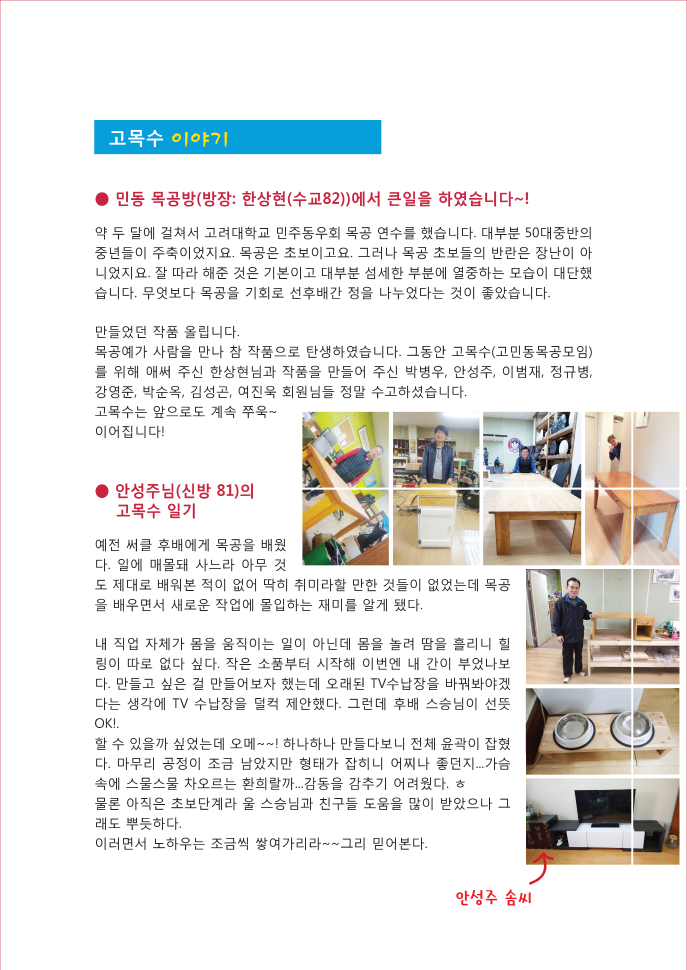 고목수 이야기
● 민동 목공방(방장: 한상현(수교82))에서 큰일을 하였습니다~!
약 두 달에 걸쳐서 고려대학교 민주동우회 목공 연수를 했습니다. 대부분 50대중반의
중년들이 주축이었지요. 목공은 초보이고요. 그러나 목공 초보들의 반란은 장난이 아
니었지요. 잘 따라 해준 것은 기본이고 대부분 섬세한 부분에 열중하는 모습이 대단했
습니다. 무엇보다 목공을 기회로 선후배간 정을 나누었다는 것이 좋았습니다.
만들었던 작품 올립니다.
목공예가 사람을 만나 참 작품으로 탄생하였습니다. 그동안 고목수(고민동목공모임)
를 위해 애써 주신 한상현님과 작품을 만들어 주신 박병우, 안성주, 이범재, 정규병,
강영준, 박순옥, 김성곤, 여진욱 회원님들 정말 수고하셨습니다.
고목수는 앞으로도 계속 쭈욱~
이어집니다!
● 안성주님(신방 81)의
고목수 일기
예전 써클 후배에게 목공을 배웠
다. 일에 매몰돼 사느라 아무 것
도 제대로 배워본 적이 없어 딱히 취미라할 만한 것들이 없었는데 목공
을 배우면서 새로운 작업에 몰입하는 재미를 알게 됐다.
내 직업 자체가 몸을 움직이는 일이 아닌데 몸을 놀려 땀을 흘리니 힐
링이 따로 없다 싶다. 작은 소품부터 시작해 이번엔 내 간이 부었나보
다. 만들고 싶은 걸 만들어보자 했는데 오래된 TV수납장을 바꿔봐야겠
다는 생각에 TV 수납장을 덜컥 제안했다. 그런데 후배 스승님이 선뜻
OK!.
할 수 있을까 싶었는데 오메~~! 하나하나 만들다보니 전체 윤곽이 잡혔
다. 마무리 공정이 조금 남았지만 형태가 잡히니 어찌나 좋던지...가슴
속에 스물스물 차오르는 환희랄까...감동을 감추기 어려웠다. ㅎ
물론 아직은 초보단계라 울 스승님과 친구들 도움을 많이 받았으나 그
래도 뿌듯하다.
이러면서 노하우는 조금씩 쌓여가리라~~그리 믿어본다.
안성주 솜씨